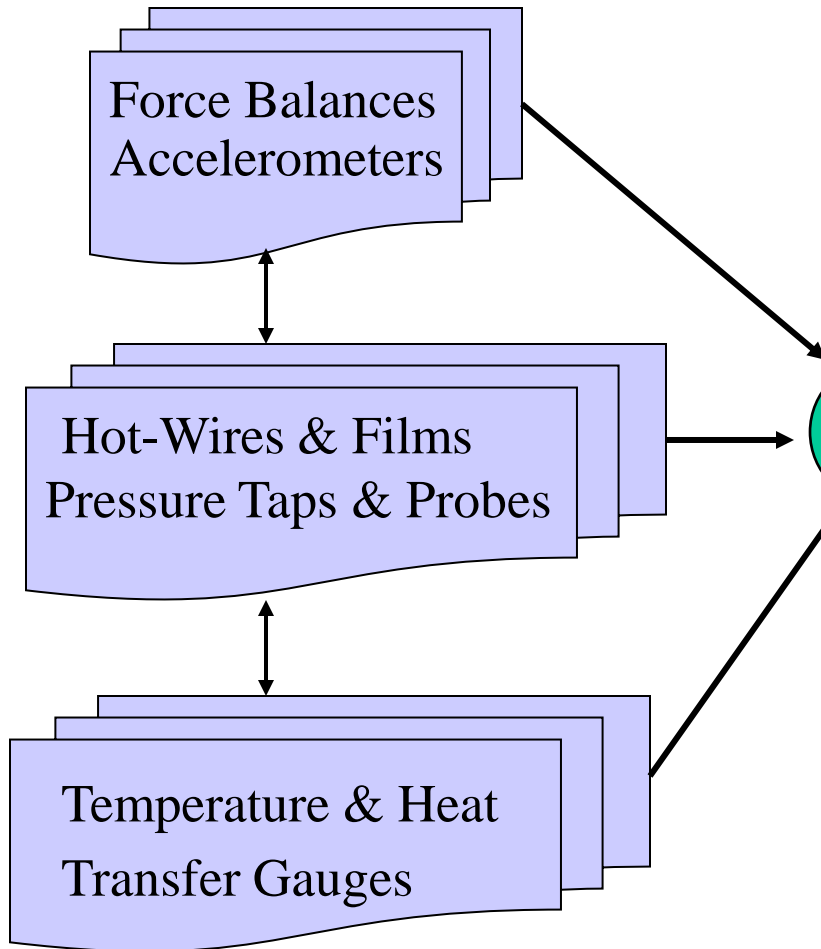 Force Balances
Accelerometers
Hot-Wires & Films
Pressure Taps & Probes
Temperature & Heat
Transfer Gauges